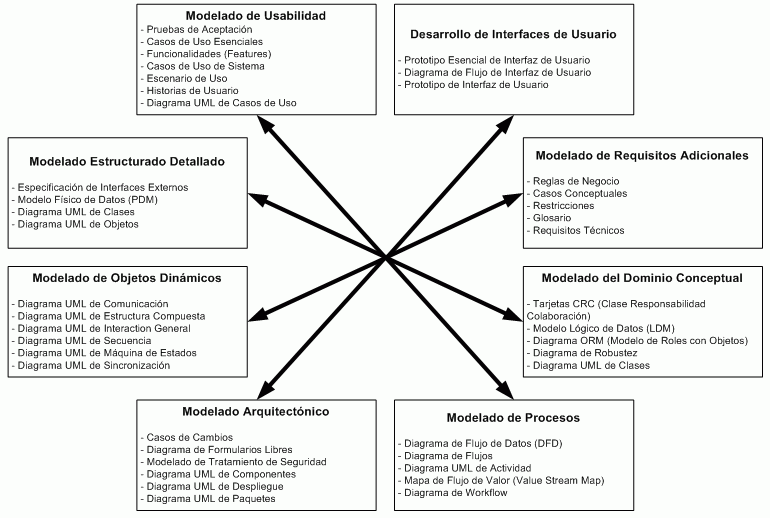 Modelado de Usabilidad
- Pruebas de Aceptación
- Casos de Uso Esenciales
- Funcionalidades (Features)
- Casos de Uso de Sistema
- Escenario de Uso
- Historias de Usuario
- Diagrama UML de Casos de Uso
Desarrollo de Interfaces de Usuario
- Prototipo Esencial de Interfaz de Usuario
- Diagrama de Flujo de Interfaz de Usuario
- Prototipo de Interfaz de Usuario
Modelado Estructurado Detallado
- Especificación de Interfaces Externos
- Modelo Físico de Datos (PDM)
- Diagrama UML de Clases
- Diagrama UML de Objetos
Modelado de Requisitos Adicionales
- Reglas de Negocio
- Casos Conceptuales
- Restricciones
- Glosario
- Requisitos Técnicos
Modelado de Objetos Dinámicos
- Diagrama UML de Comunicación
- Diagrama UML de Estructura Compuesta
- Diagrama UML de Interaction General
- Diagrama UML de Secuencia
- Diagrama UML de Máquina de Estados
- Diagrama UML de Sincronización
Modelado del Dominio Conceptual
- Tarjetas CRC (Clase Responsabilidad
Colaboración)
- Modelo Lógico de Datos (LDM)
- Diagrama ORM (Modelo de Roles con Objetos)
- Diagrama de Robustez
- Diagrama UML de Clases
Modelado Arquitectónico
- Casos de Cambios
- Diagrama de Formularios Libres
- Modelado de Tratamiento de Seguridad
- Diagrama UML de Componentes
- Diagrama UML de Despliegue
- Diagrama UML de Paquetes
Modelado de Procesos
- Diagrama de Flujo de Datos (DFD)
- Diagrama de Flujos
- Diagrama UML de Actividad
- Mapa de Flujo de Valor (Value Stream Map)
- Diagrama de Workflow